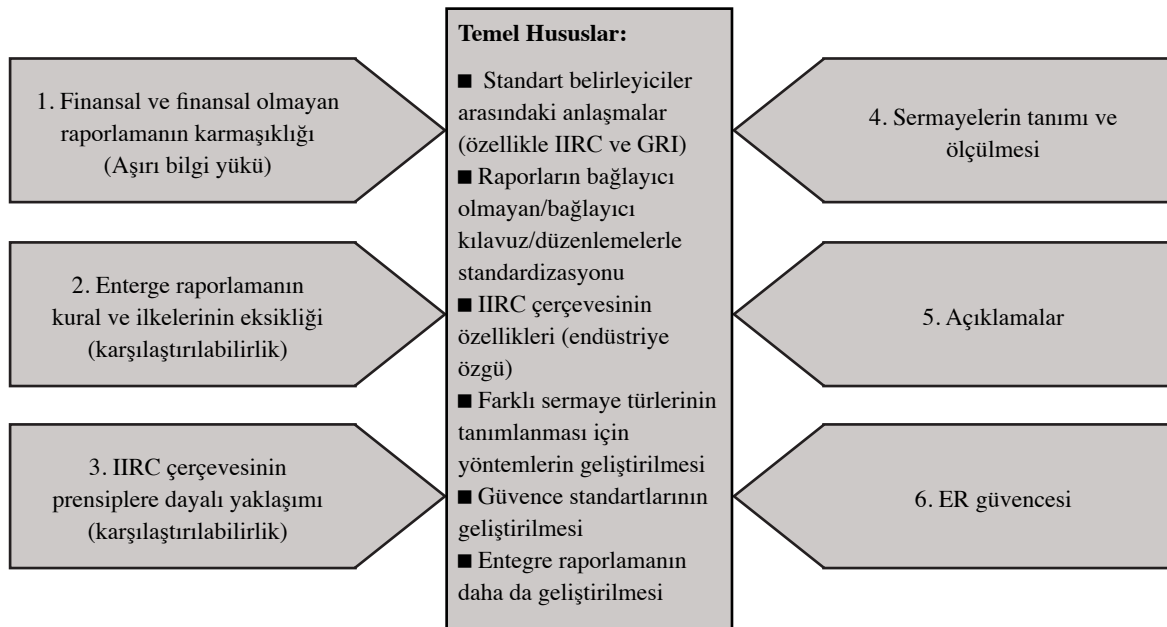 1. Finansal ve finansal olmayan
raporlamanın karmaşıklığı
(Aşırı bilgi yükü)
2. Enterge raporlamanın
kural ve ilkelerinin eksikliği
(karşılaştırılabilirlik)
3. IIRC çerçevesinin
prensiplere dayalı yaklaşımı
(karşılaştırılabilirlik)
Temel Hususlar:
■ Standart belirleyiciler
arasındaki anlaşmalar
(özellikle IIRC ve GRI)
■ Raporların bağlayıcı
olmayan/bağlayıcı
kılavuz/düzenlemelerle
standardizasyonu
■ IIRC çerçevesinin
özellikleri (endüstriye
özgü)
■ Farklı sermaye türlerinin
tanımlanması için
yöntemlerin geliştirilmesi
■ Güvence standartlarının
geliştirilmesi
■ Entegre raporlamanın
daha da geliştirilmesi
4. Sermayelerin tanımı ve
ölçülmesi
5. Açıklamalar
6. ER güvencesi